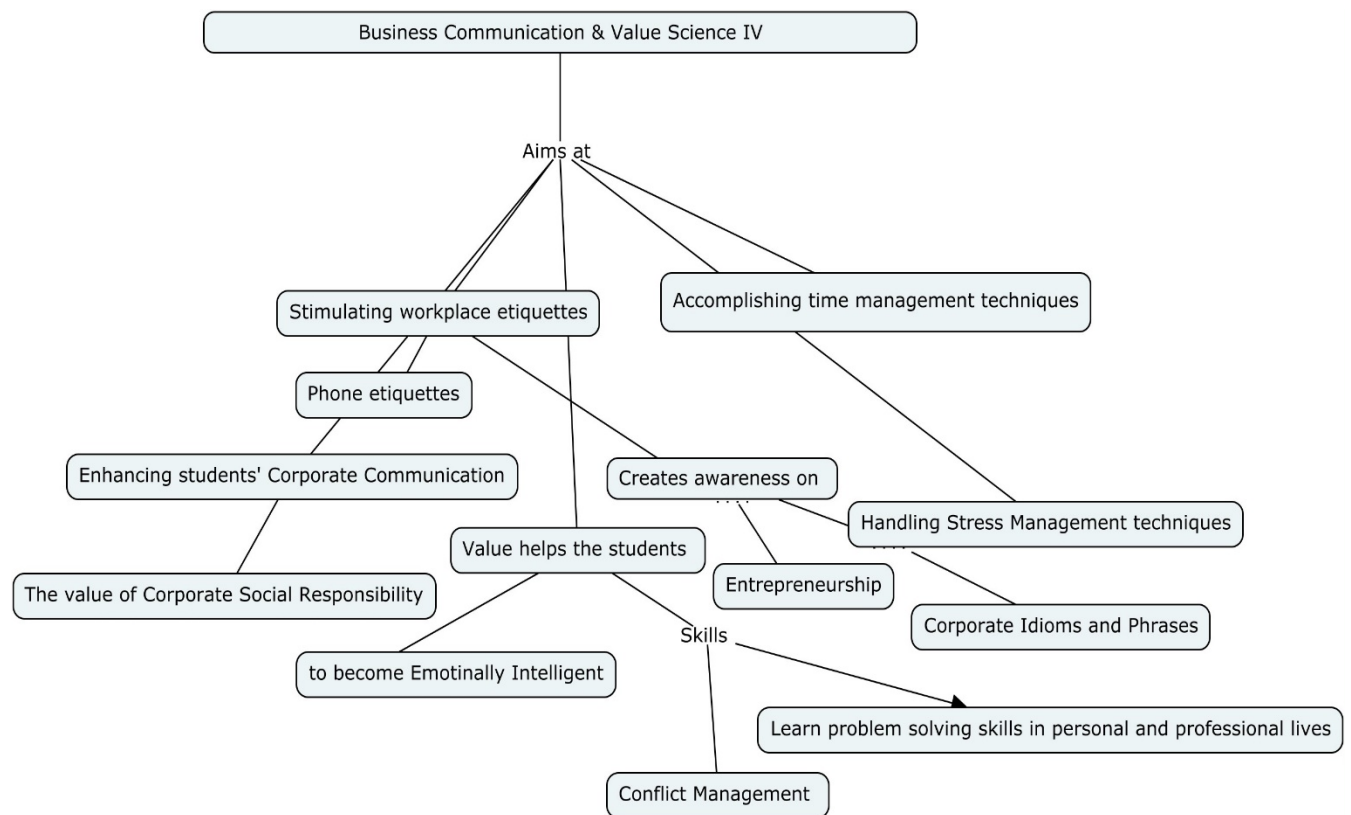 Business Communication & Value Science IV
Aims at
Stimulating workplace etiquettes
Accomplishing time management techniques
Phone etiquettes
Enhancing students' Corporate Communication
Creates awareness on
. . . .
Handling Stress Management techniques
. . . .
Value helps the students
Entrepreneurship
The value of Corporate Social Responsibility
Corporate Idioms and Phrases
Skills
to become Emotinally Intelligent
Learn problem solving skills in personal and professional lives
Conflict Management